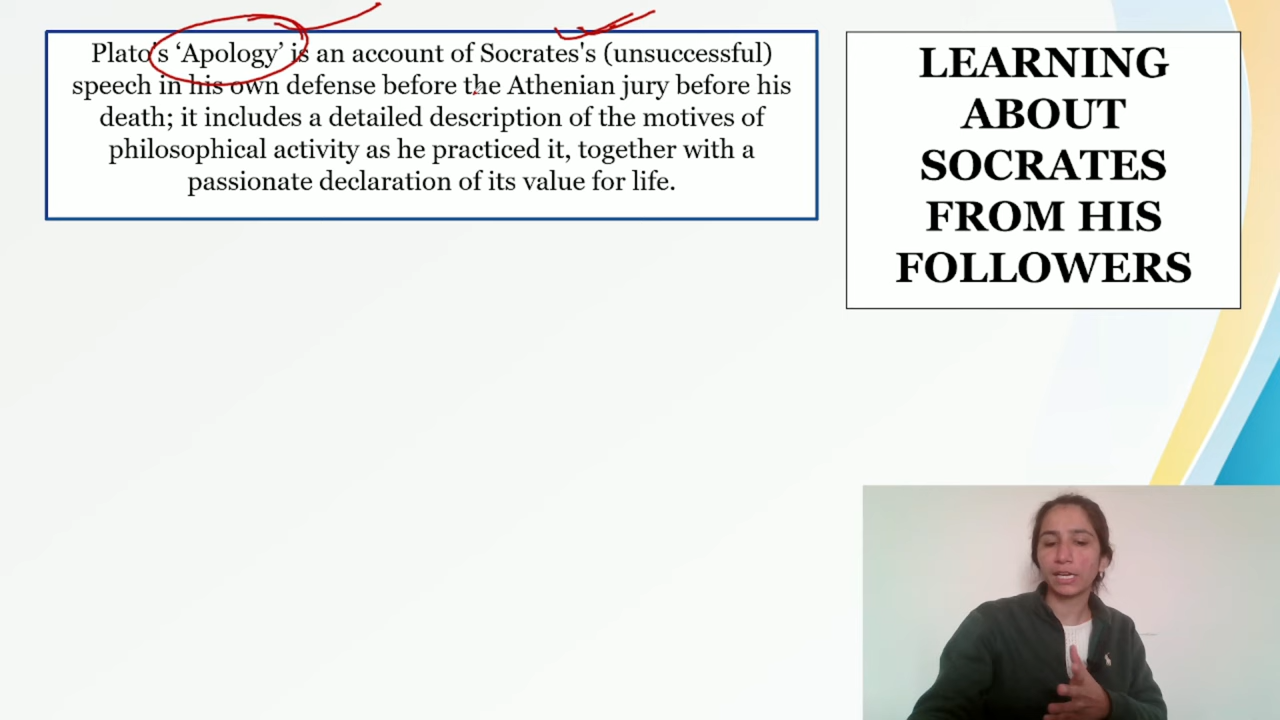 Plato's ‘Apology’ is an account of Socrates's (unsuccessful)
speech in his own defense before the Athenian jury before his
death; it includes a detailed description of the motives of
philosophical activity as he practiced it, together with a
passionate declaration of its value for life.
LEARNING
ABOUT
SOCRATES
FROM HIS
FOLLOWERS